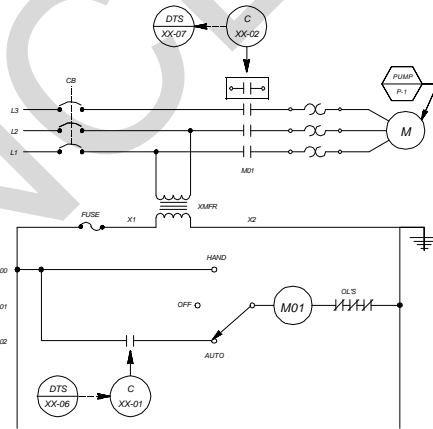 DTS
XX-07
C
XX-02
PUMP
P-1
CB
L3
L2
L1
M
M01
XMFR
FUSE
X1
X2
00
HAND
01
OFF
M01
OL'S
02
AUTO
DTS
XX-06
C
XX-01